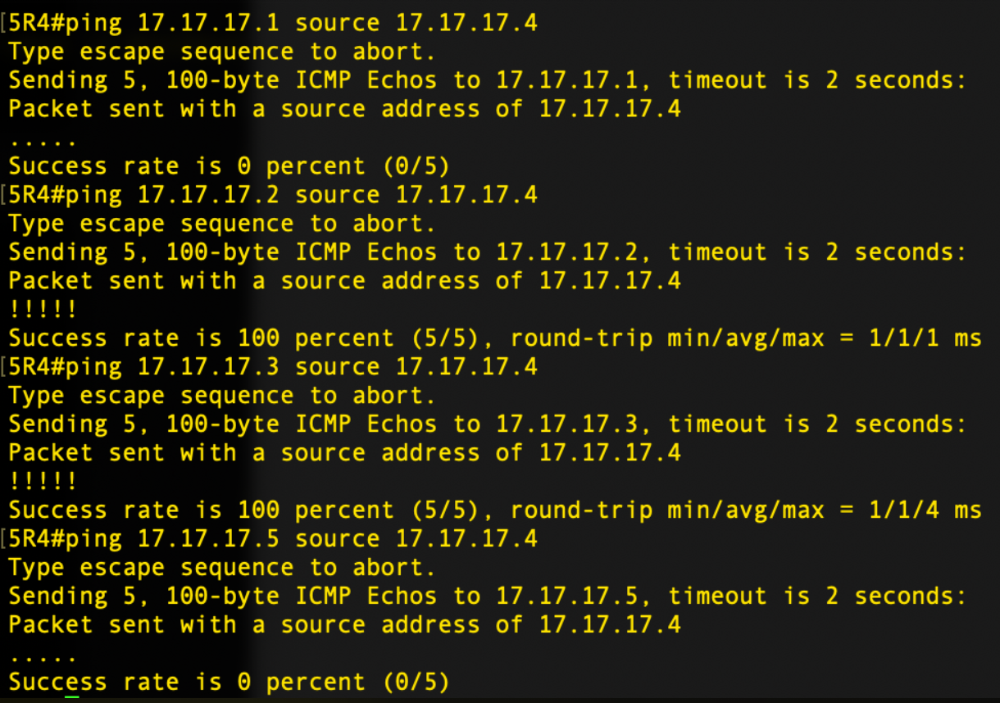 [5R4#ping 17.17.17.1 source 17.17.17.4
Type escape sequence to abort.
Sending 5, 100-byte ICMP Echos to 17.17.17.1, timeout is 2 seconds:
Packet sent with a source address of 17.17.17.4
.....
Success rate is 0 percent (0/5)
[5R4#ping 17.17.17.2 source 17.17.17.4
Type escape sequence to abort.
Sending 5, 100-byte ICMP Echos to 17.17.17.2, timeout is 2 seconds:
Packet sent with a source address of 17.17.17.4
!!!!!
Success rate is 100 percent (5/5), round-trip min/avg/max = 1/1/1 ms
[5R4#ping 17.17.17.3 source 17.17.17.4
Type escape sequence to abort.
Sending 5, 100-byte ICMP Echos to 17.17.17.3, timeout is 2 seconds:
Packet sent with a source address of 17.17.17.4
!!!!!
Success rate is 100 percent (5/5), round-trip min/avg/max = 1/1/4 ms
[5R4#ping 17.17.17.5 source 17.17.17.4
Type escape sequence to abort.
Sending 5, 100-byte ICMP Echos to 17.17.17.5, timeout is 2 seconds:
Packet sent with a source address of 17.17.17.4
.....
Success rate is 0 percent (0/5)